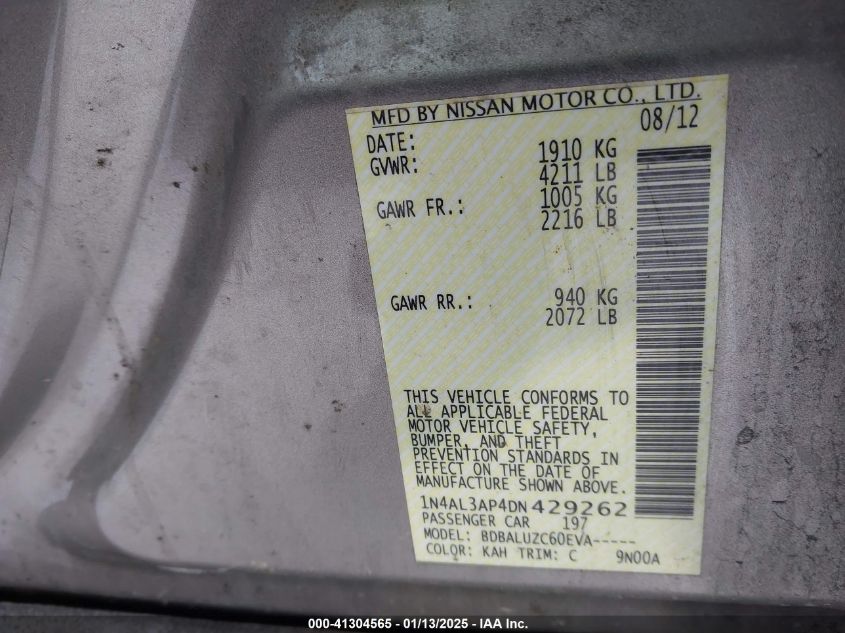 MFD BY NISSAN MOTOR CO., LTD.
DATE: 08/12
GVWR: 1910 KG
4211 LB
GAWR FR.: 1005 KG
2216 LB
GAWR RR.: 940 KG
2072 LB
THIS VEHICLE CONFORMS TO
ALL APPLICABLE FEDERAL
MOTOR VEHICLE SAFETY,
BUMPER, AND THEFT
PREVENTION STANDARDS IN
EFFECT ON THE DATE OF
MANUFACTURE SHOWN ABOVE.
1N4AL3AP4DN429262
PASSENGER CAR 197
MODEL: BDBALUZC60EVA-----
COLOR: KAH TRIM: C 9N00A
000-41304565 - 01/13/2025 - WWW.IAAI.COM